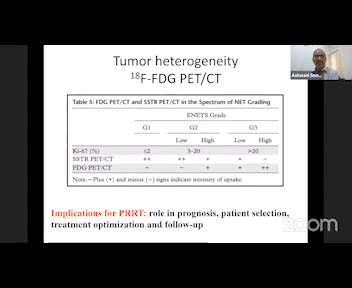 Tumor heterogeneity
18F-FDG PET/CT
Table 5: FDG PET/CT and SSTR PET/CT in the Spectrum of NET Grading
ENETS Grade
G1 G2 G3
Low High Low High
Ki-67 (%) ≤2 3–20 >20
SSTR PET/CT ++ ++ + + −
FDG PET/CT − − + + ++
Note.—Plus (+) and minus (−) signs indicate intensity of uptake.
Implications for PRRT: role in prognosis, patient selection,
treatment optimization and follow-up
zoom